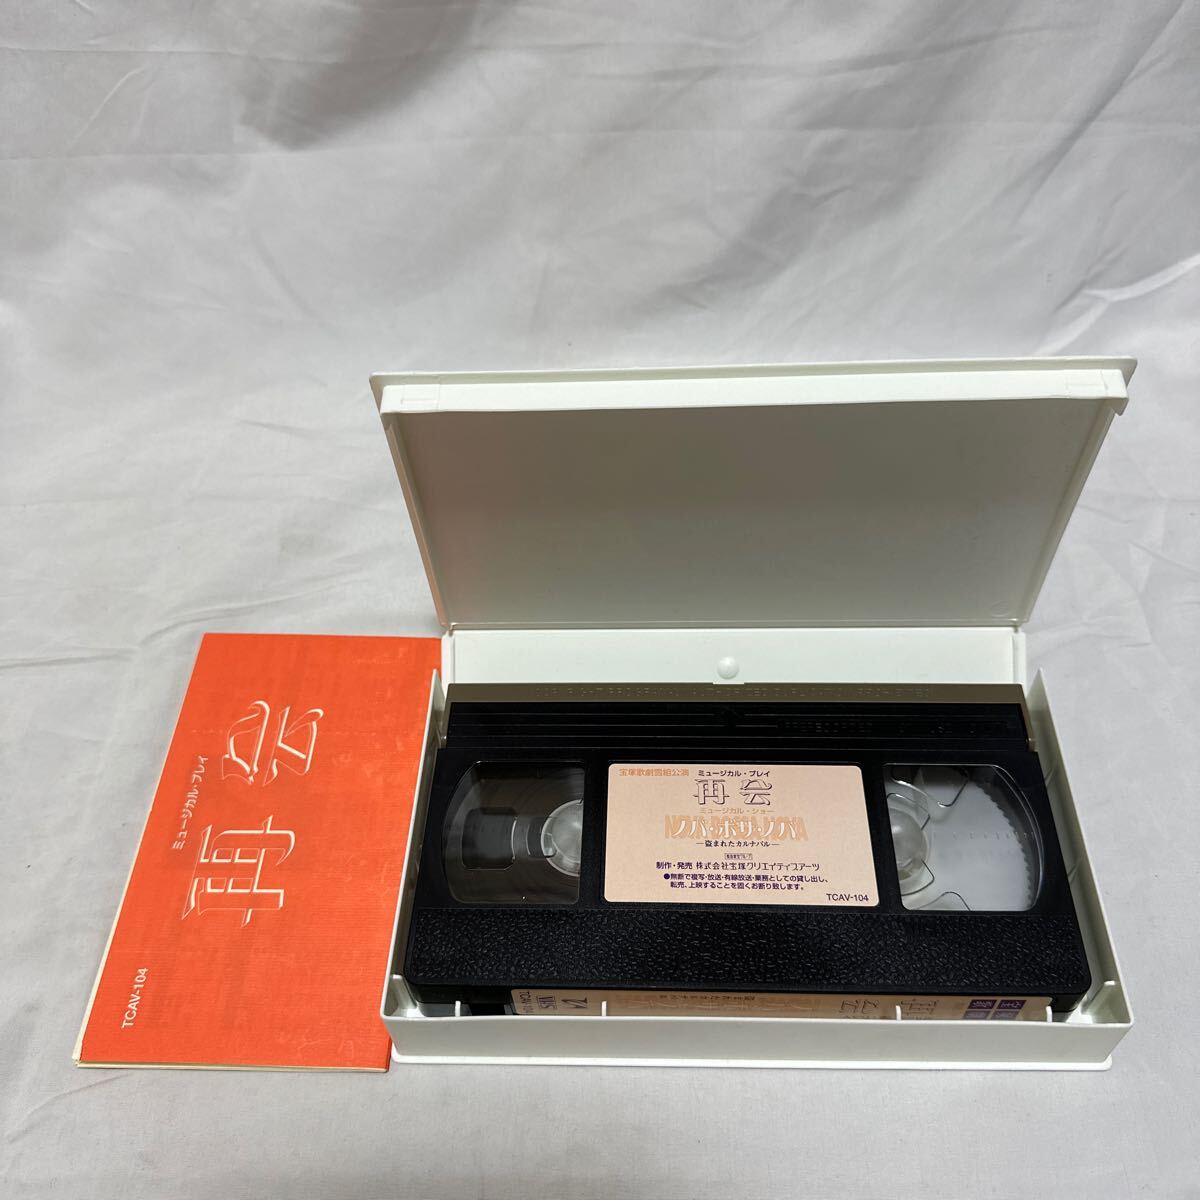 ミュージカル・プレイ
再会
TCAV-104
宝塚歌劇雪組公演
ミュージカル・プレイ
再会
ミュージカル・ショー
NOVA・BOSSA・NOVA
ノバ・ボサ・ノバ
―盗まれたカルナバル―
制作・発売 株式会社宝塚クリエイティブアーツ
●無断で複写・放送・有線放送・業務としての貸し出し、
転売、上映することを固くお断り致します。
TCAV-104
VHS
再会